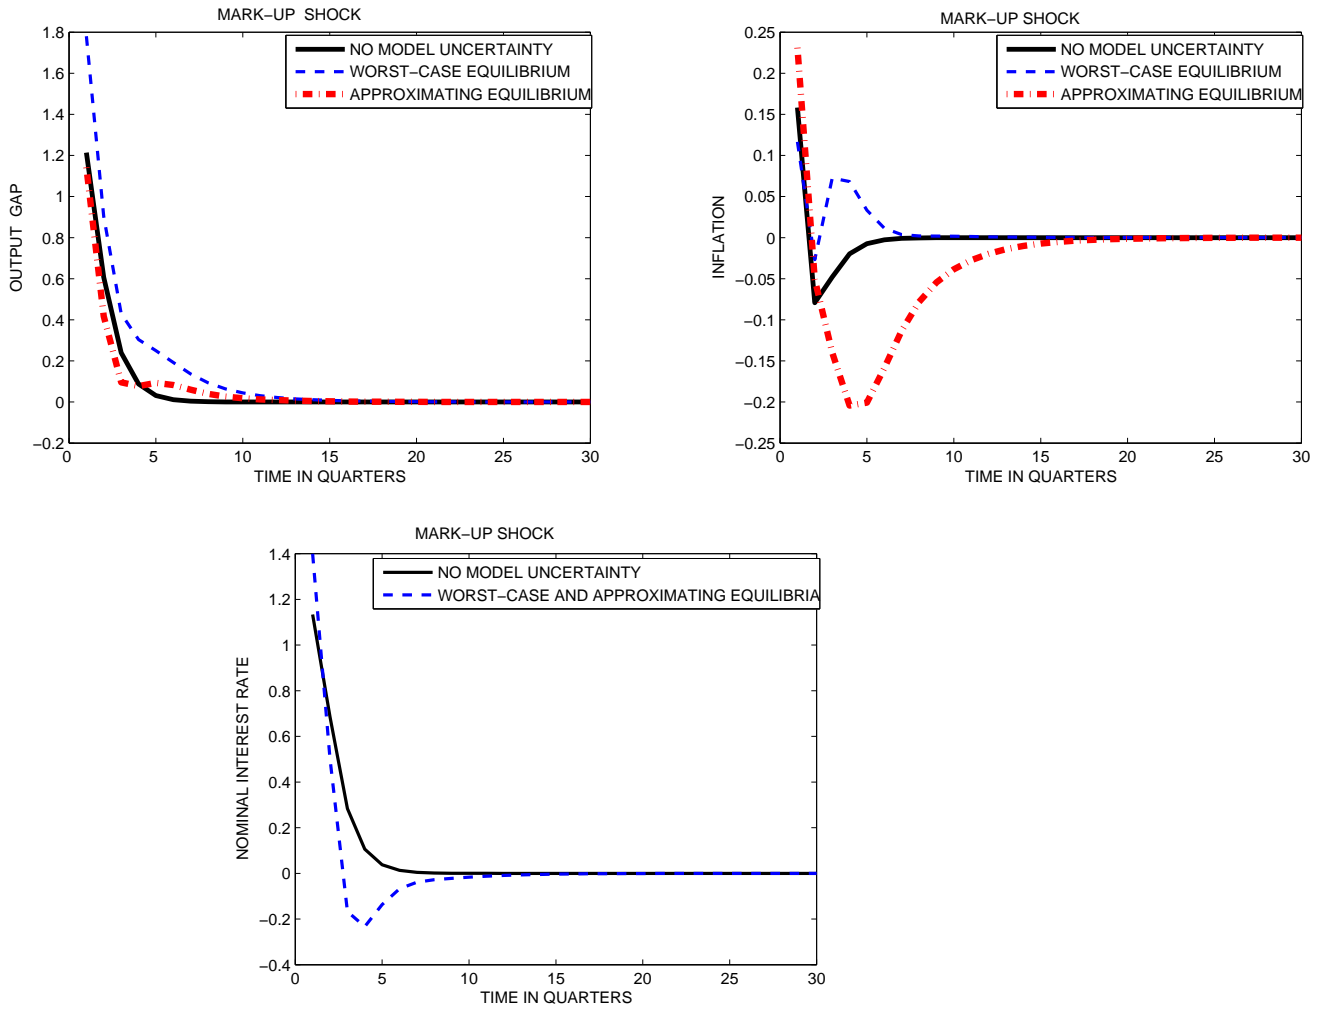 MARK−UP  SHOCK
1.8
1.6
1.4
1.2
1
0.8
0.6
0.4
0.2
0
−0.2
OUTPUT  GAP
NO MODEL UNCERTAINTY
WORST−CASE EQUILIBRIUM
APPROXIMATING EQUILIBRIUM
0 5 10 15 20 25 30
TIME IN QUARTERS
MARK−UP SHOCK
0.25
0.2
0.15
0.1
0.05
0
−0.05
−0.1
−0.15
−0.2
−0.25
INFLATION
NO MODEL UNCERTAINTY
WORST−CASE EQUILIBRIUM
APPROXIMATING EQUILIBRIUM
0 5 10 15 20 25 30
TIME IN QUARTERS
MARK−UP SHOCK
1.4
1.2
1
0.8
0.6
0.4
0.2
0
−0.2
−0.4
NOMINAL INTEREST RATE
NO MODEL UNCERTAINTY
WORST−CASE AND APPROXIMATING EQUILIBRIA
0 5 10 15 20 25 30
TIME IN QUARTERS